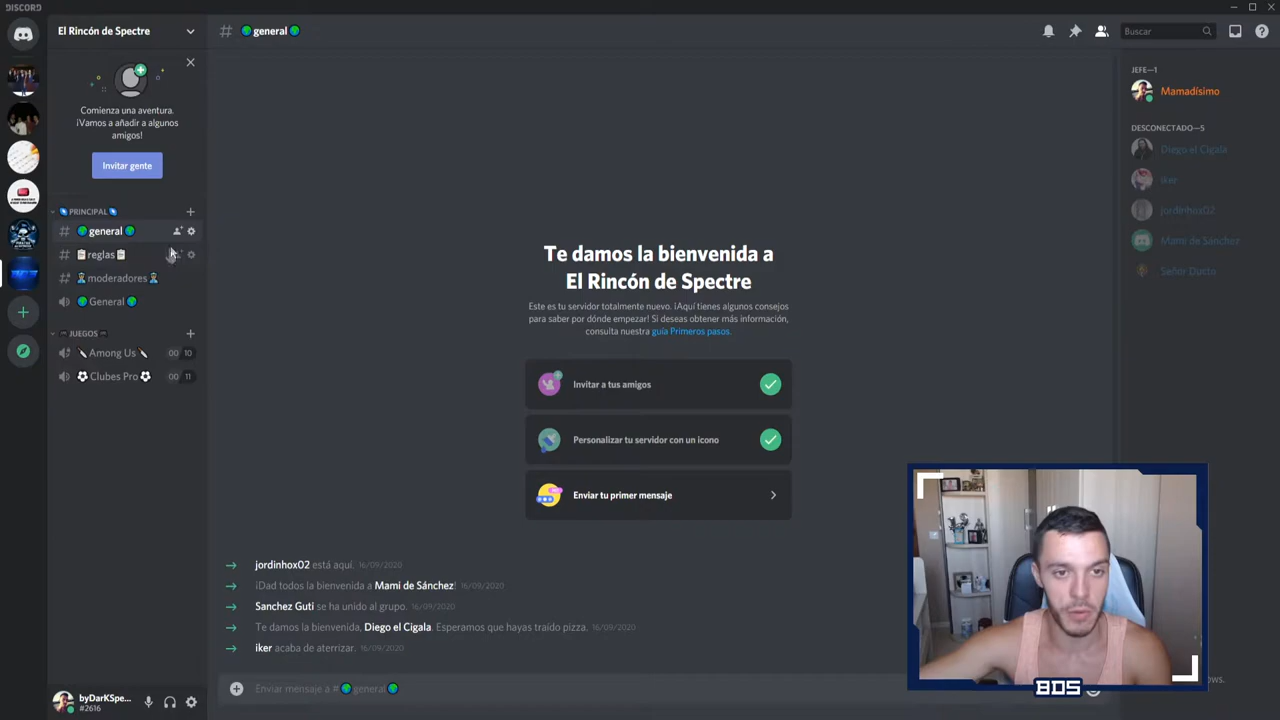 DISCORD
El Rincón de Spectre
Comienza una aventura.
¡Vamos a añadir a algunos
amigos!
Invitar gente
PRINCIPAL
general
reglas
moderadores
General
JUEGOS
Among Us 00 10
Clubes Pro 00 11
byDarKSpe...
#2616
# general
Buscar
Te damos la bienvenida a
El Rincón de Spectre
Este es tu servidor totalmente nuevo. ¡Aquí tienes algunos consejos
para saber por dónde empezar! Si deseas obtener más información,
consulta nuestra guía Primeros pasos.
Invitar a tus amigos
Personalizar tu servidor con un icono
Enviar tu primer mensaje
jordinhox02 está aquí. 16/09/2020
¡Dad todos la bienvenida a Mami de Sánchez! 16/09/2020
Sanchez Guti se ha unido al grupo. 16/09/2020
Te damos la bienvenida, Diego el Cigala. Esperamos que hayas traído pizza. 16/09/2020
iker acaba de aterrizar. 16/09/2020
Enviar mensaje a # general
JEFE—1
Mamadísimo
DESCONECTADO—5
Diego el Cigala
iker
jordinhox02
Mami de Sánchez
Señor Ducto
BDS